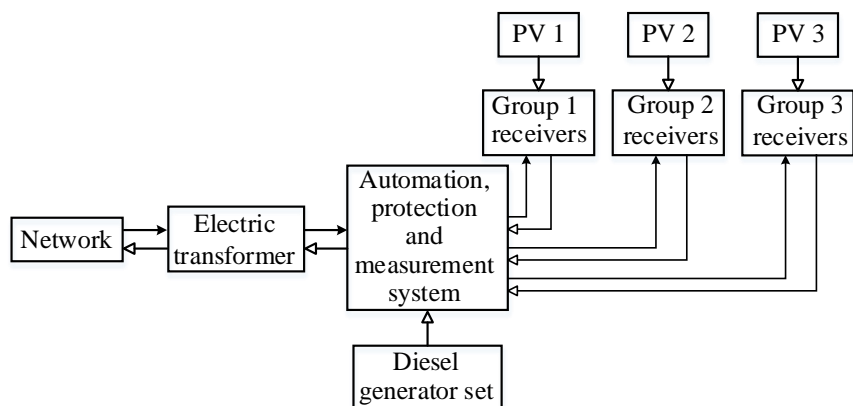 PV 1
PV 2
PV 3
Group 1
receivers
Group 2
receivers
Group 3
receivers
Automation,
protection
and
measurement
system
Electric
transformer
Network
Diesel
generator set